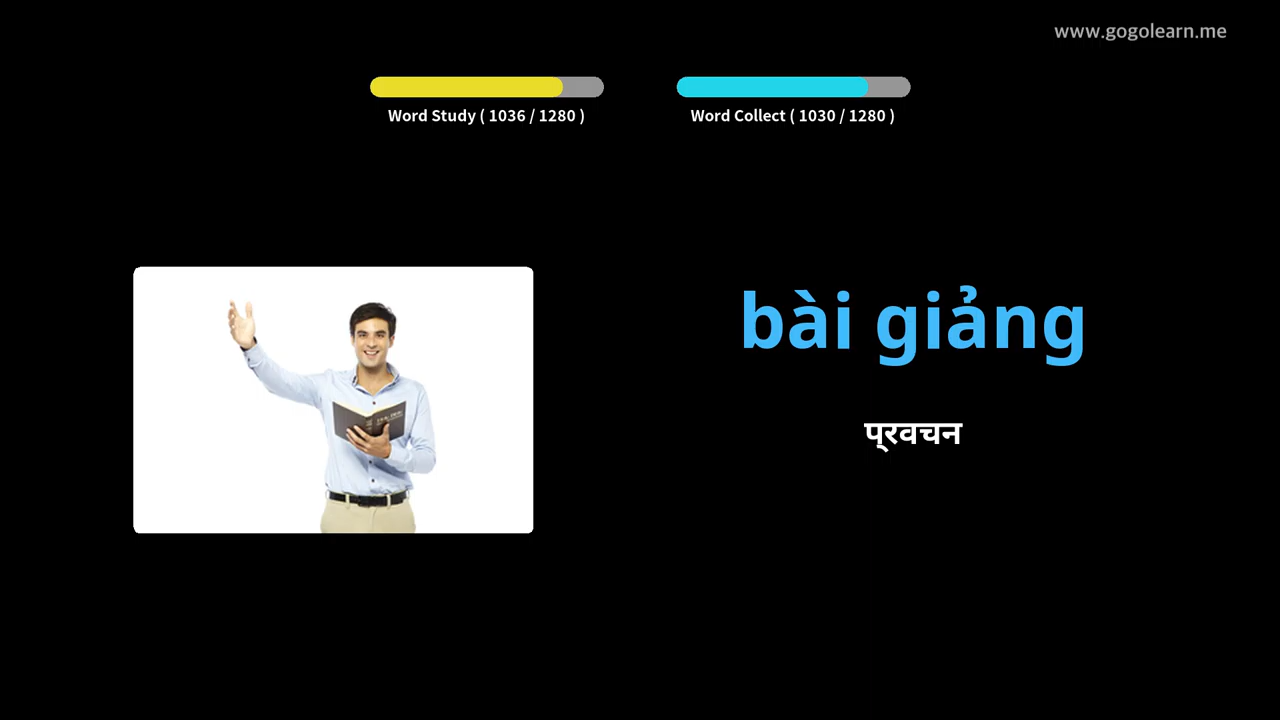 www.gogolearn.me
Word Study ( 1036 / 1280 )
Word Collect ( 1030 / 1280 )
bài giảng
प्रवचन